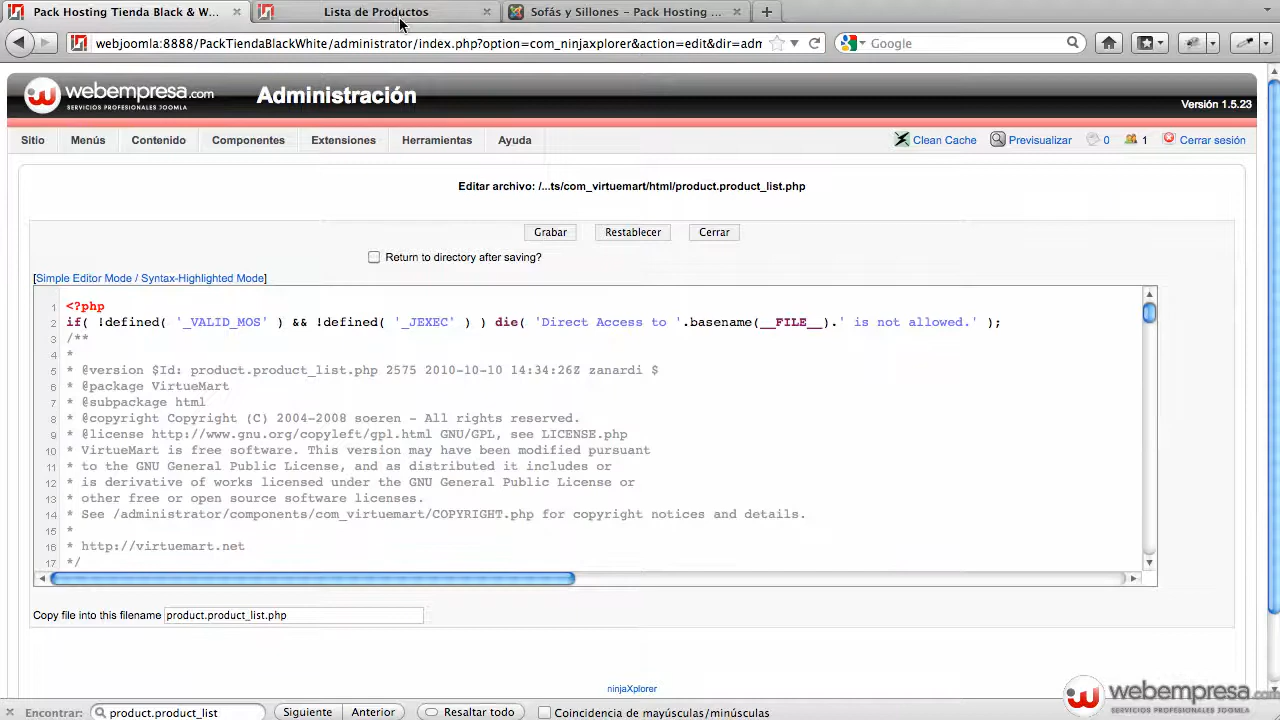 Pack Hosting Tienda Black & W...
Lista de Productos
Sofás y Sillones – Pack Hosting ...
webjoomla:8888/PackTiendaBlackWhite/administrator/index.php?option=com_ninjaxplorer&action=edit&dir=adm
Google
webempresa.com
SERVICIOS PROFESIONALES JOOMLA
Administración
Versión 1.5.23
Sitio
Menús
Contenido
Componentes
Extensiones
Herramientas
Ayuda
Clean Cache
Previsualizar
0
1
Cerrar sesión
Editar archivo: /...ts/com_virtuemart/html/product.product_list.php
Grabar
Restablecer
Cerrar
Return to directory after saving?
[Simple Editor Mode / Syntax-Highlighted Mode]
1 <?php
2 if( !defined( '_VALID_MOS' ) && !defined( '_JEXEC' ) ) die( 'Direct Access to '.basename(__FILE__).' is not allowed.' );
3 /**
4 *
5 * @version $Id: product.product_list.php 2575 2010-10-10 14:34:26Z zanardi $
6 * @package VirtueMart
7 * @subpackage html
8 * @copyright Copyright (C) 2004-2008 soeren - All rights reserved.
9 * @license http://www.gnu.org/copyleft/gpl.html GNU/GPL, see LICENSE.php
10 * VirtueMart is free software. This version may have been modified pursuant
11 * to the GNU General Public License, and as distributed it includes or
12 * is derivative of works licensed under the GNU General Public License or
13 * other free or open source software licenses.
14 * See /administrator/components/com_virtuemart/COPYRIGHT.php for copyright notices and details.
15 *
16 * http://virtuemart.net
17 */
Copy file into this filename product.product_list.php
ninjaXplorer
webempresa.com
SERVICIOS PROFESIONALES JOOMLA
Encontrar:
product.product_list
Siguiente
Anterior
Resaltar todo
Coincidencia de mayúsculas/minúsculas